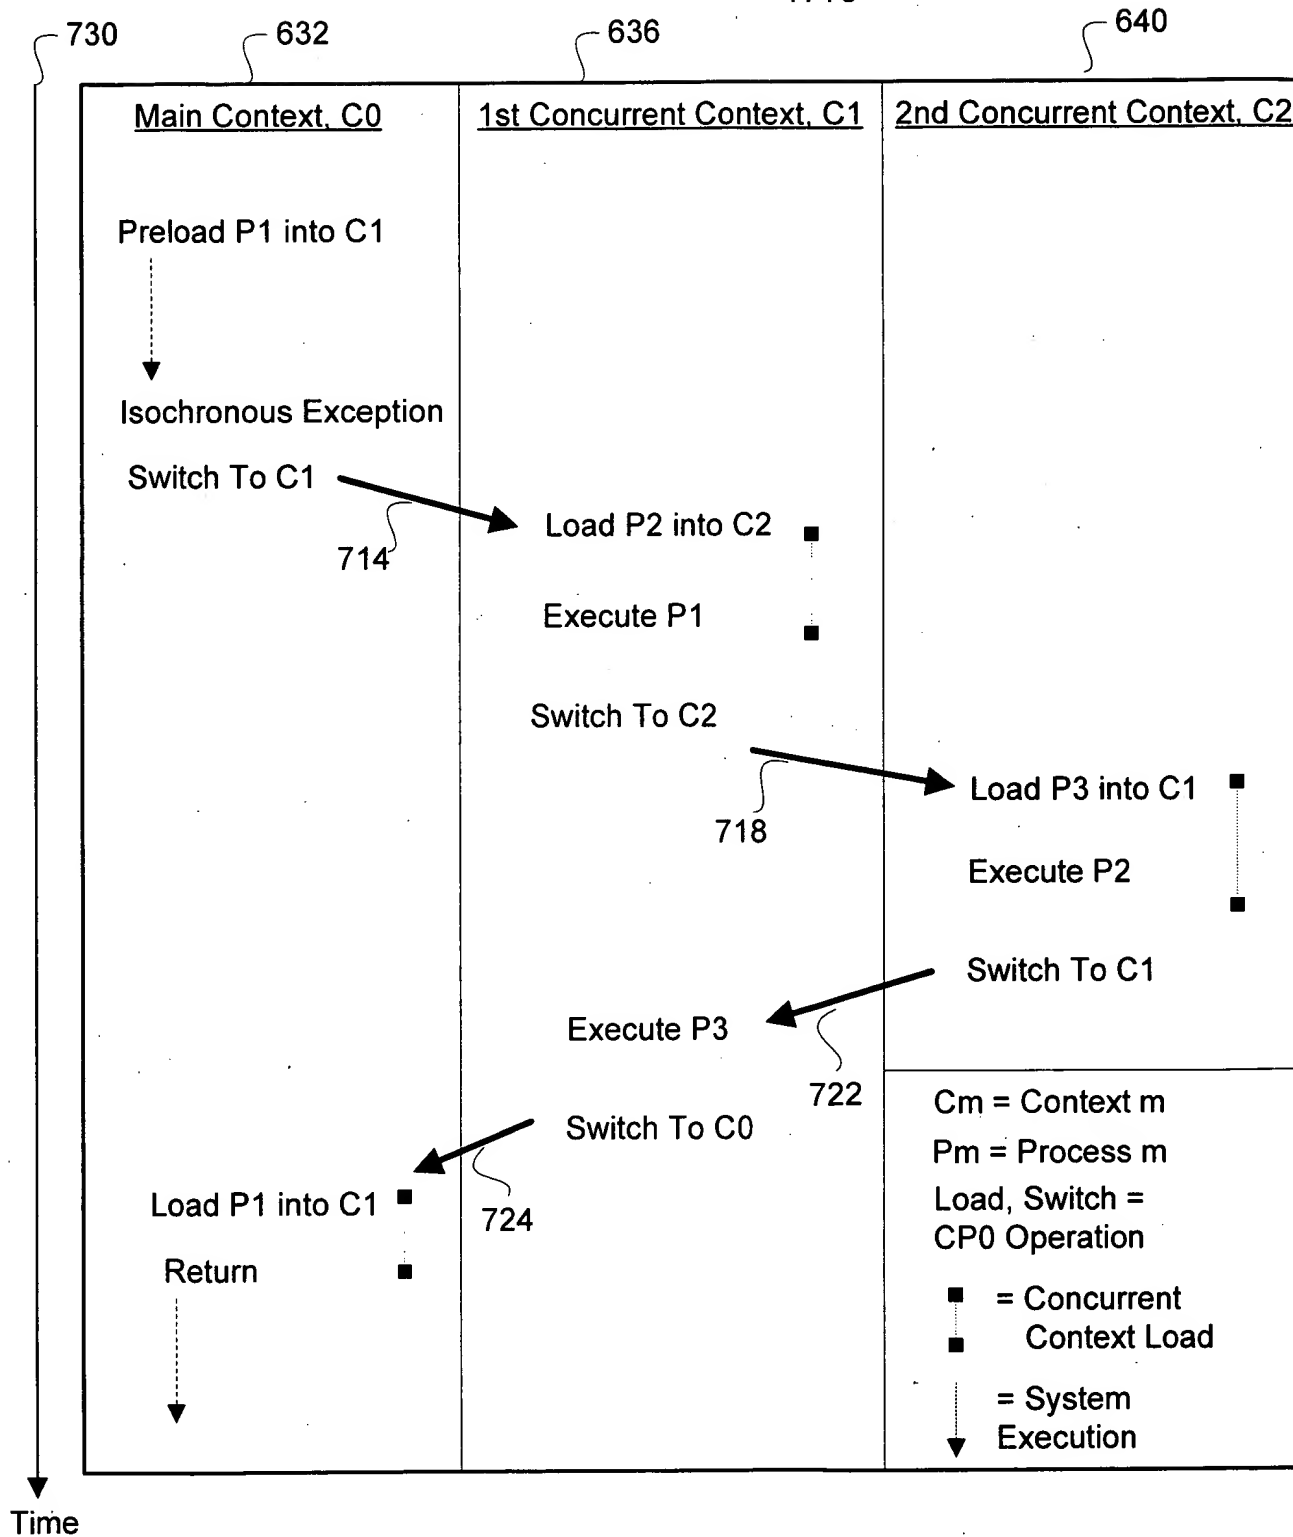 730
632
636
640
Main Context, C0
1st Concurrent Context, C1
2nd Concurrent Context, C2
Preload P1 into C1
Isochronous Exception
Switch To C1
714
Load P2 into C2
Execute P1
Switch To C2
718
Load P3 into C1
Execute P2
Switch To C1
722
Execute P3
Switch To C0
724
Load P1 into C1
Return
Cm = Context m
Pm = Process m
Load, Switch =
CP0 Operation
= Concurrent
Context Load
= System
Execution
Time